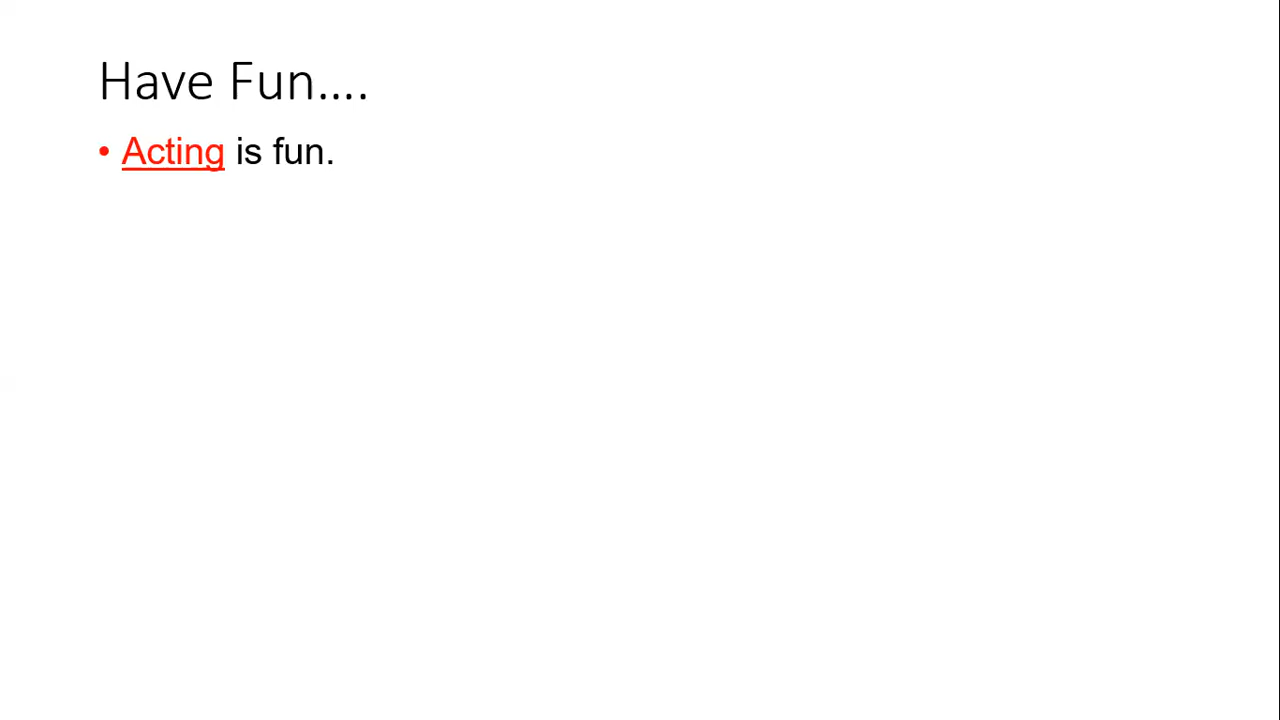 Have Fun....
• Acting is fun.